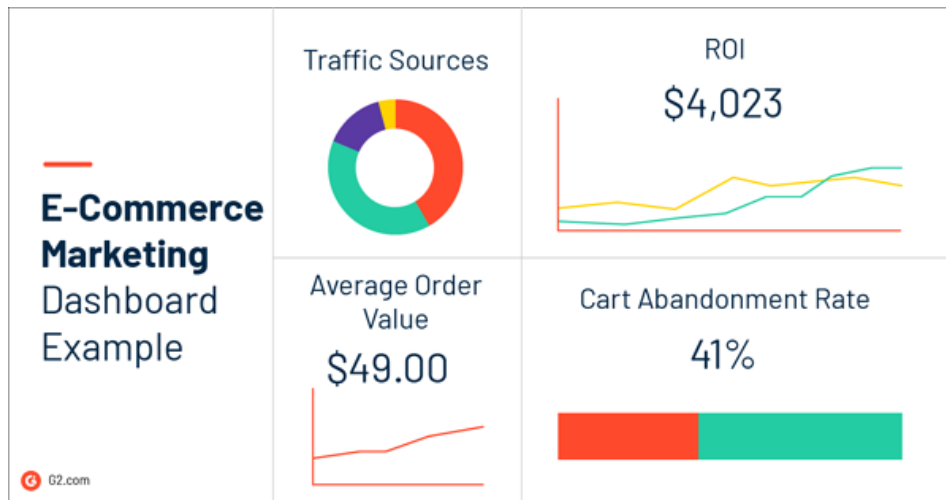 E-Commerce
Marketing
Dashboard
Example
G2.com
Traffic Sources
ROI
$4,023
Average Order
Value
$49.00
Cart Abandonment Rate
41%